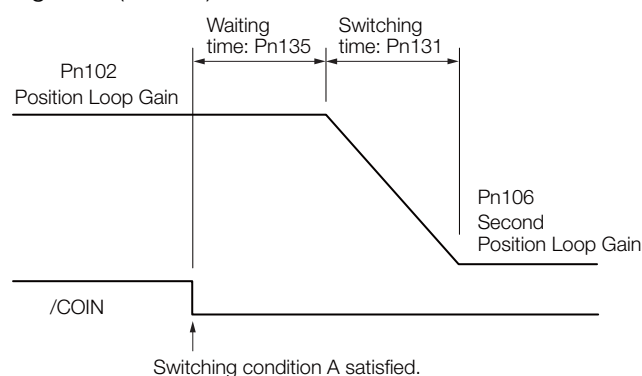 Waiting
time: Pn135
Switching
time: Pn131
Pn102
Position Loop Gain
Pn106
Second
Position Loop Gain
/COIN
Switching condition A satisfied.